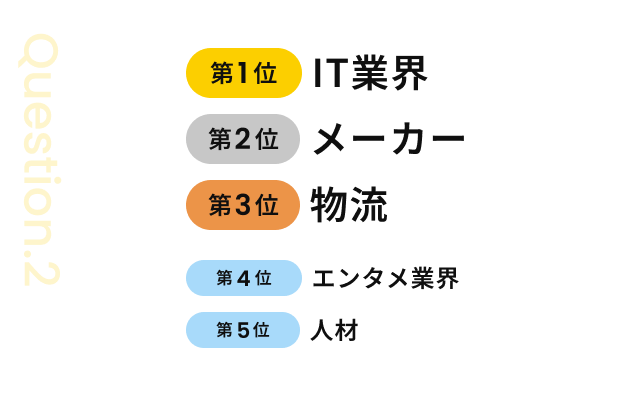 Question.2
第1位 IT業界
第2位 メーカー
第3位 物流
第4位 エンタメ業界
第5位 人材